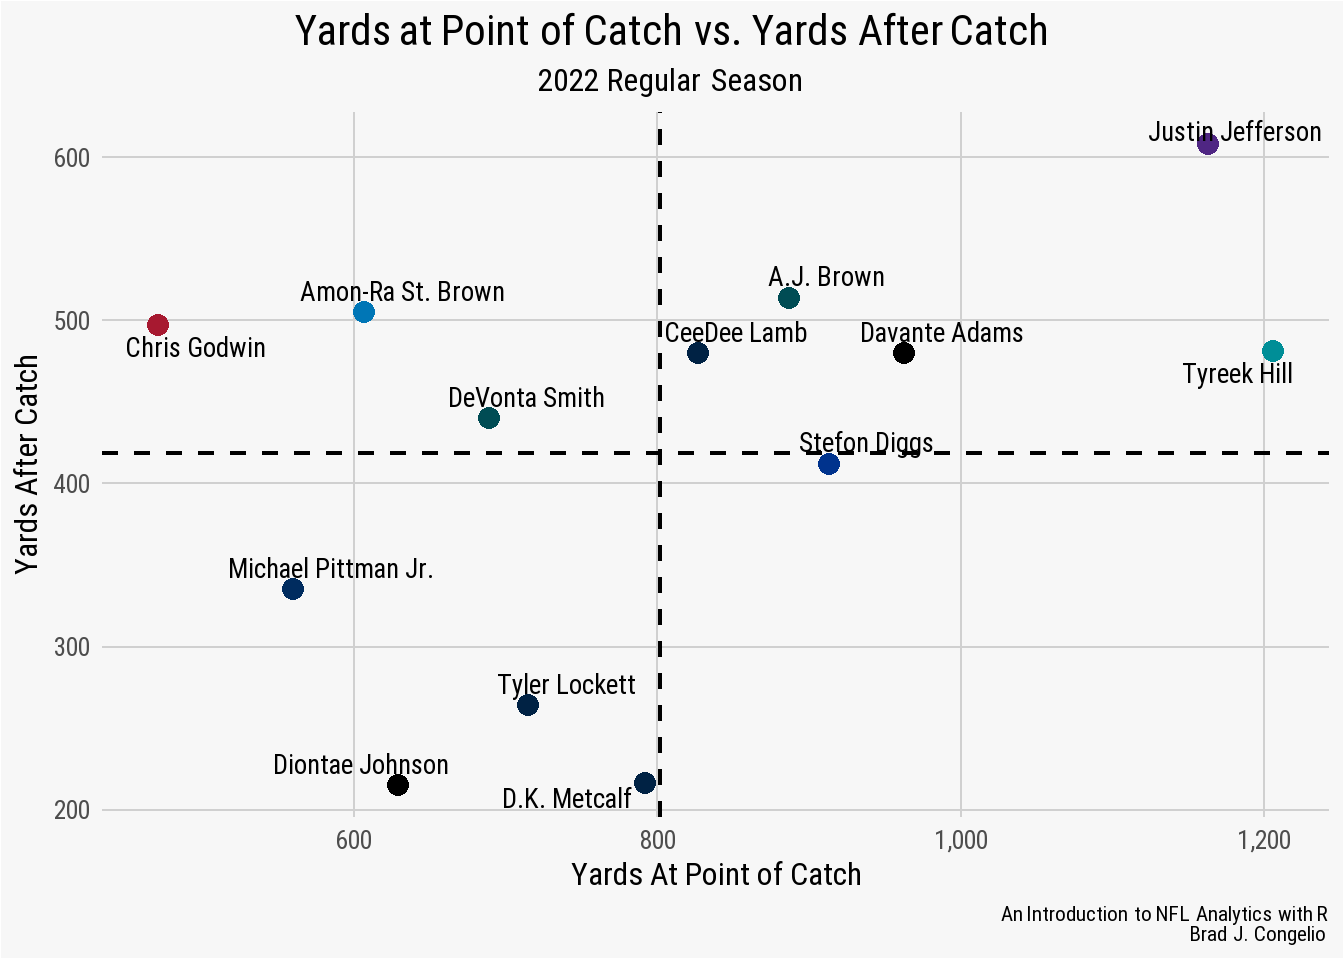 Yards at Point of Catch vs. Yards After Catch
2022 Regular Season
Justin Jefferson
600
A.J. Brown
Amon-Ra St. Brown
500
CeeDee Lamb
Davante Adams
Chris Godwin
Tyreek Hill
DeVonta Smith
Stefon Diggs
400
Yards After Catch
Michael Pittman Jr.
300
Tyler Lockett
Diontae Johnson
D.K. Metcalf
200
600
800
1,000
1,200
Yards At Point of Catch
An Introduction to NFL Analytics with R
Brad J. Congelio